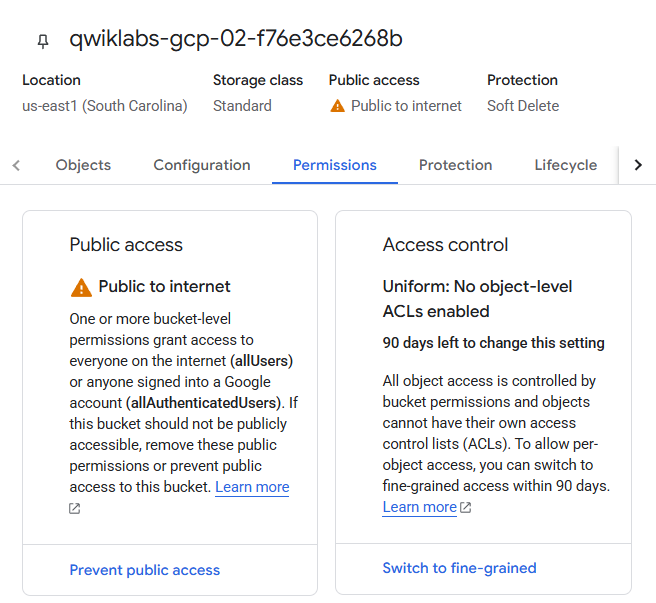 qwiklabs-gcp-02-f76e3ce6268b
Location
Storage class
Public access
Protection
us-east1 (South Carolina)
Standard
Public to internet
Soft Delete
Objects
Configuration
Permissions
Protection
Lifecycle
Public access
Public to internet
One or more bucket-level
permissions grant access to
everyone on the internet (allUsers)
or anyone signed into a Google
account (allAuthenticatedUsers). If
this bucket should not be publicly
accessible, remove these public
permissions or prevent public
access to this bucket. Learn more
Prevent public access
Access control
Uniform: No object-level
ACLs enabled
90 days left to change this setting
All object access is controlled by
bucket permissions and objects
cannot have their own access
control lists (ACLs). To allow per-
object access, you can switch to
fine-grained access within 90 days.
Learn more
Switch to fine-grained